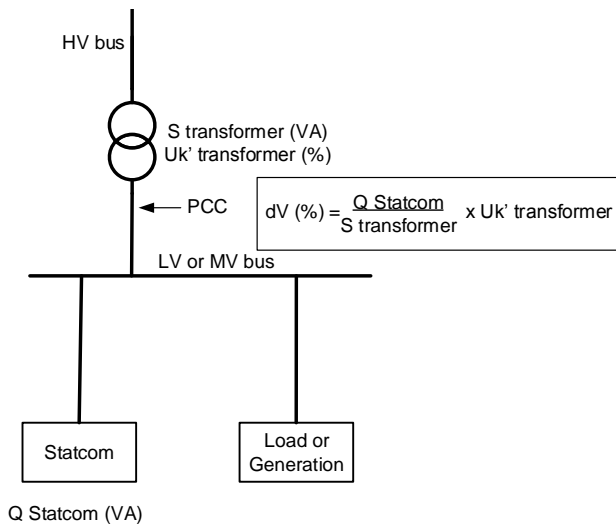 HV bus
S transformer (VA)
Uk' transformer (%)
PCC
dV (%) = Q Statcom / S transformer x Uk' transformer
LV or MV bus
Statcom
Load or
Generation
Q Statcom (VA)